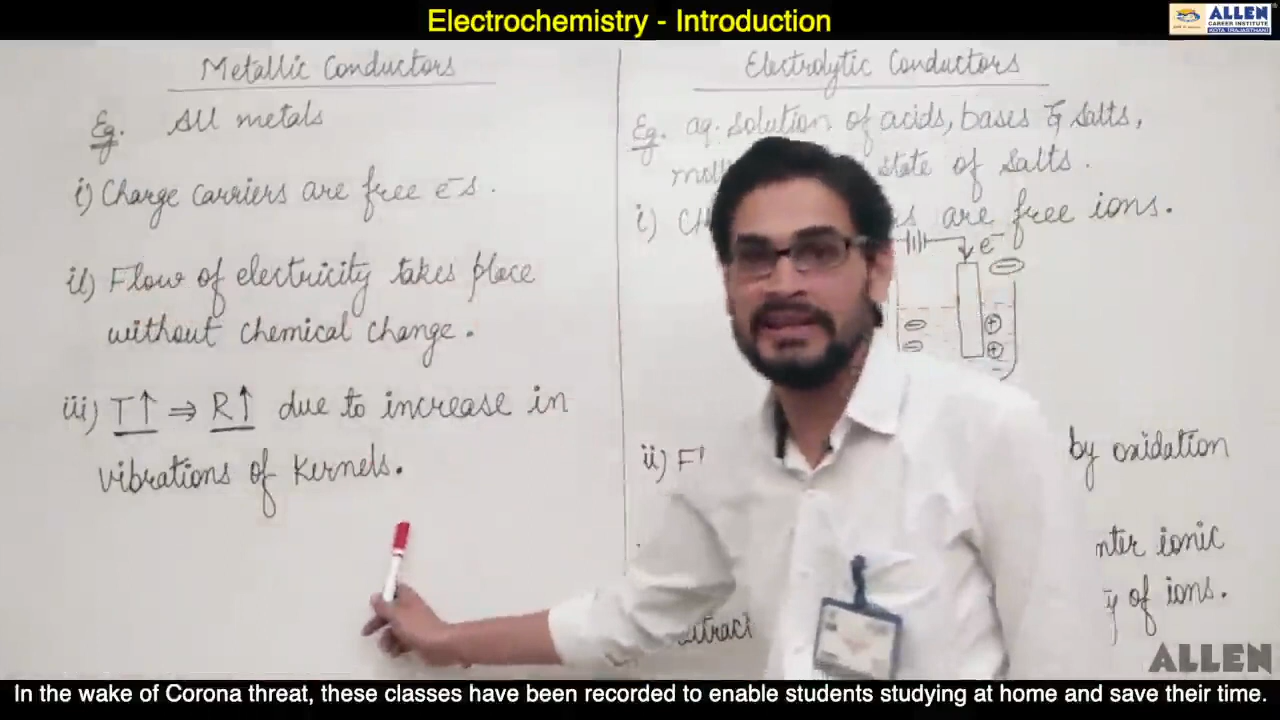 Electrochemistry - Introduction
ALLEN
CAREER INSTITUTE
KOTA (RAJASTHAN)
Metallic Conductors
Eg. All metals
i) Charge carriers are free e⁻s.
ii) Flow of electricity takes place
without chemical change.
iii) T↑ ⇒ R↑ due to increase in
vibrations of Kernels.
Electrolytic Conductors
Eg. aq. solution of acids, bases & salts,
state of salts.
i) are free ions.
e⁻
ii) by oxidation
ionic
of ions.
ALLEN
In the wake of Corona threat, these classes have been recorded to enable students studying at home and save their time.